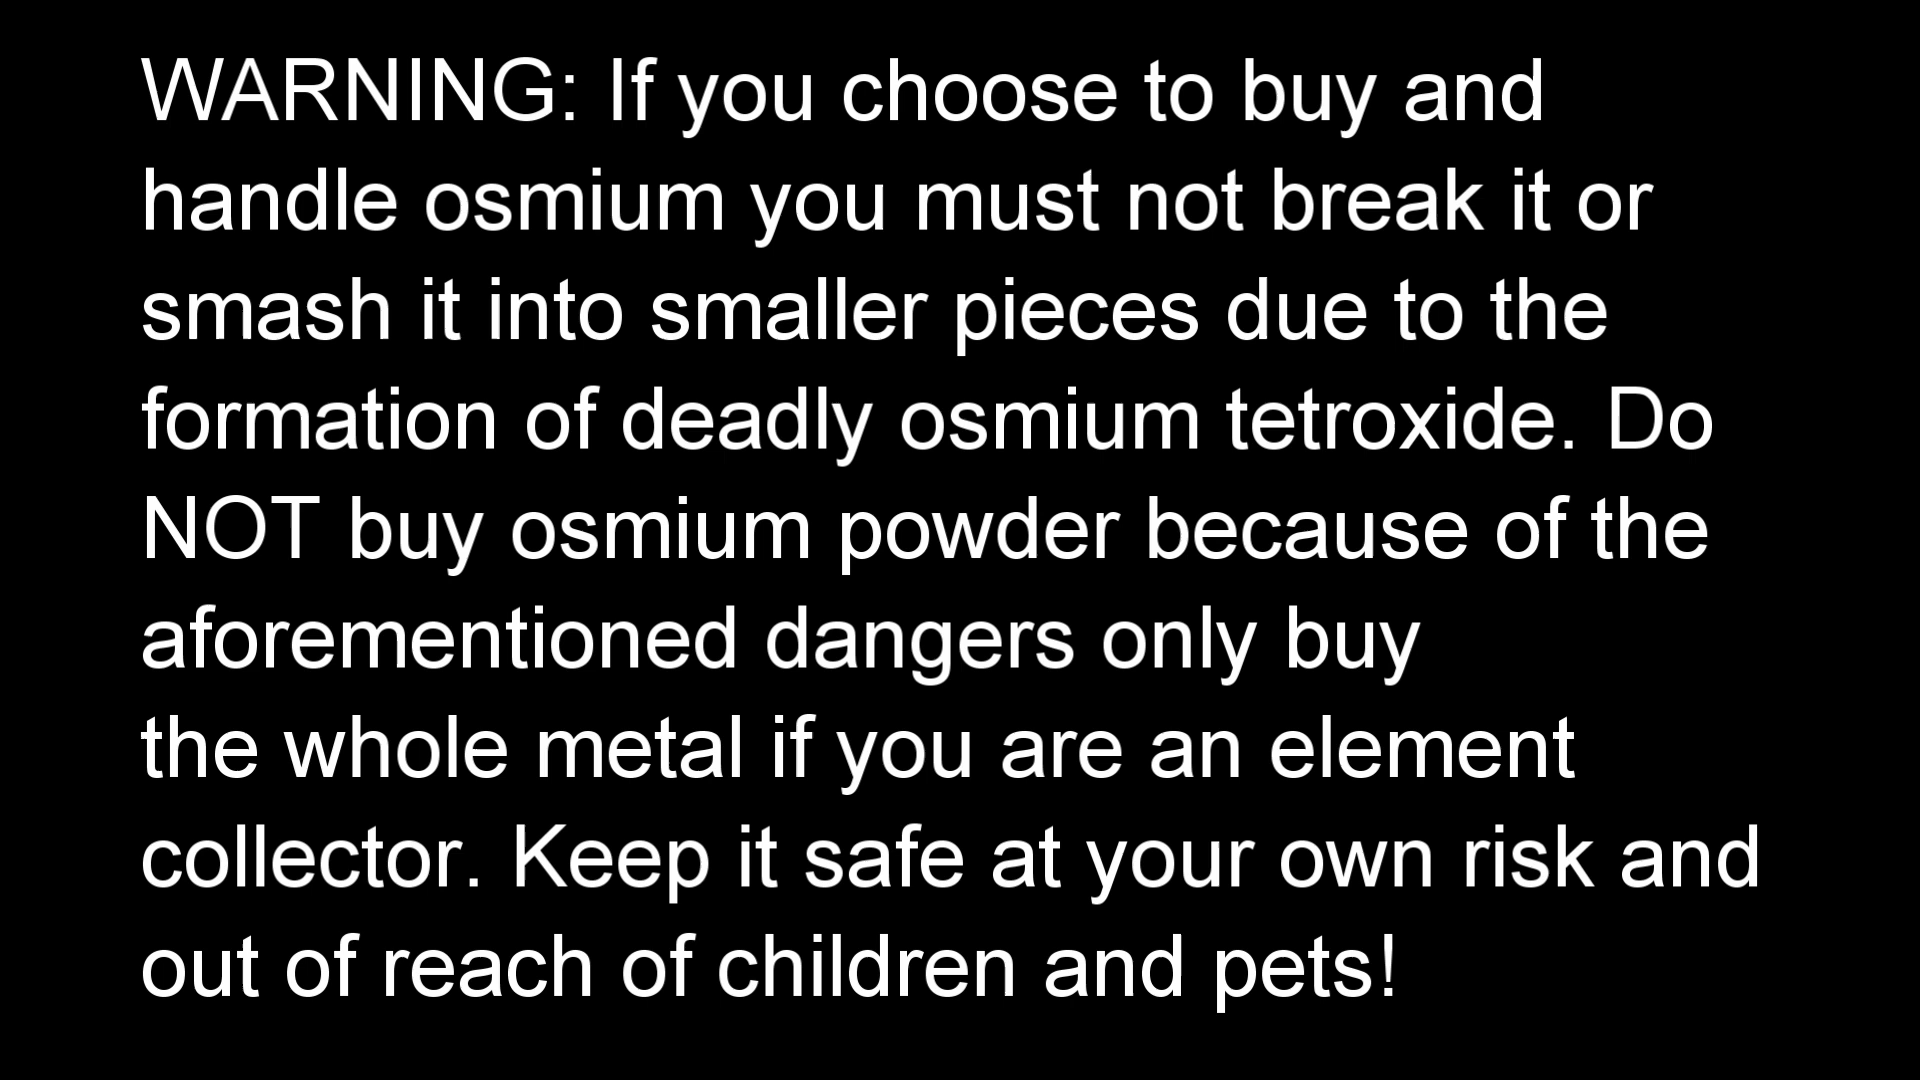 WARNING: If you choose to buy and
handle osmium you must not break it or
smash it into smaller pieces due to the
formation of deadly osmium tetroxide. Do
NOT buy osmium powder because of the
aforementioned dangers only buy
the whole metal if you are an element
collector. Keep it safe at your own risk and
out of reach of children and pets!